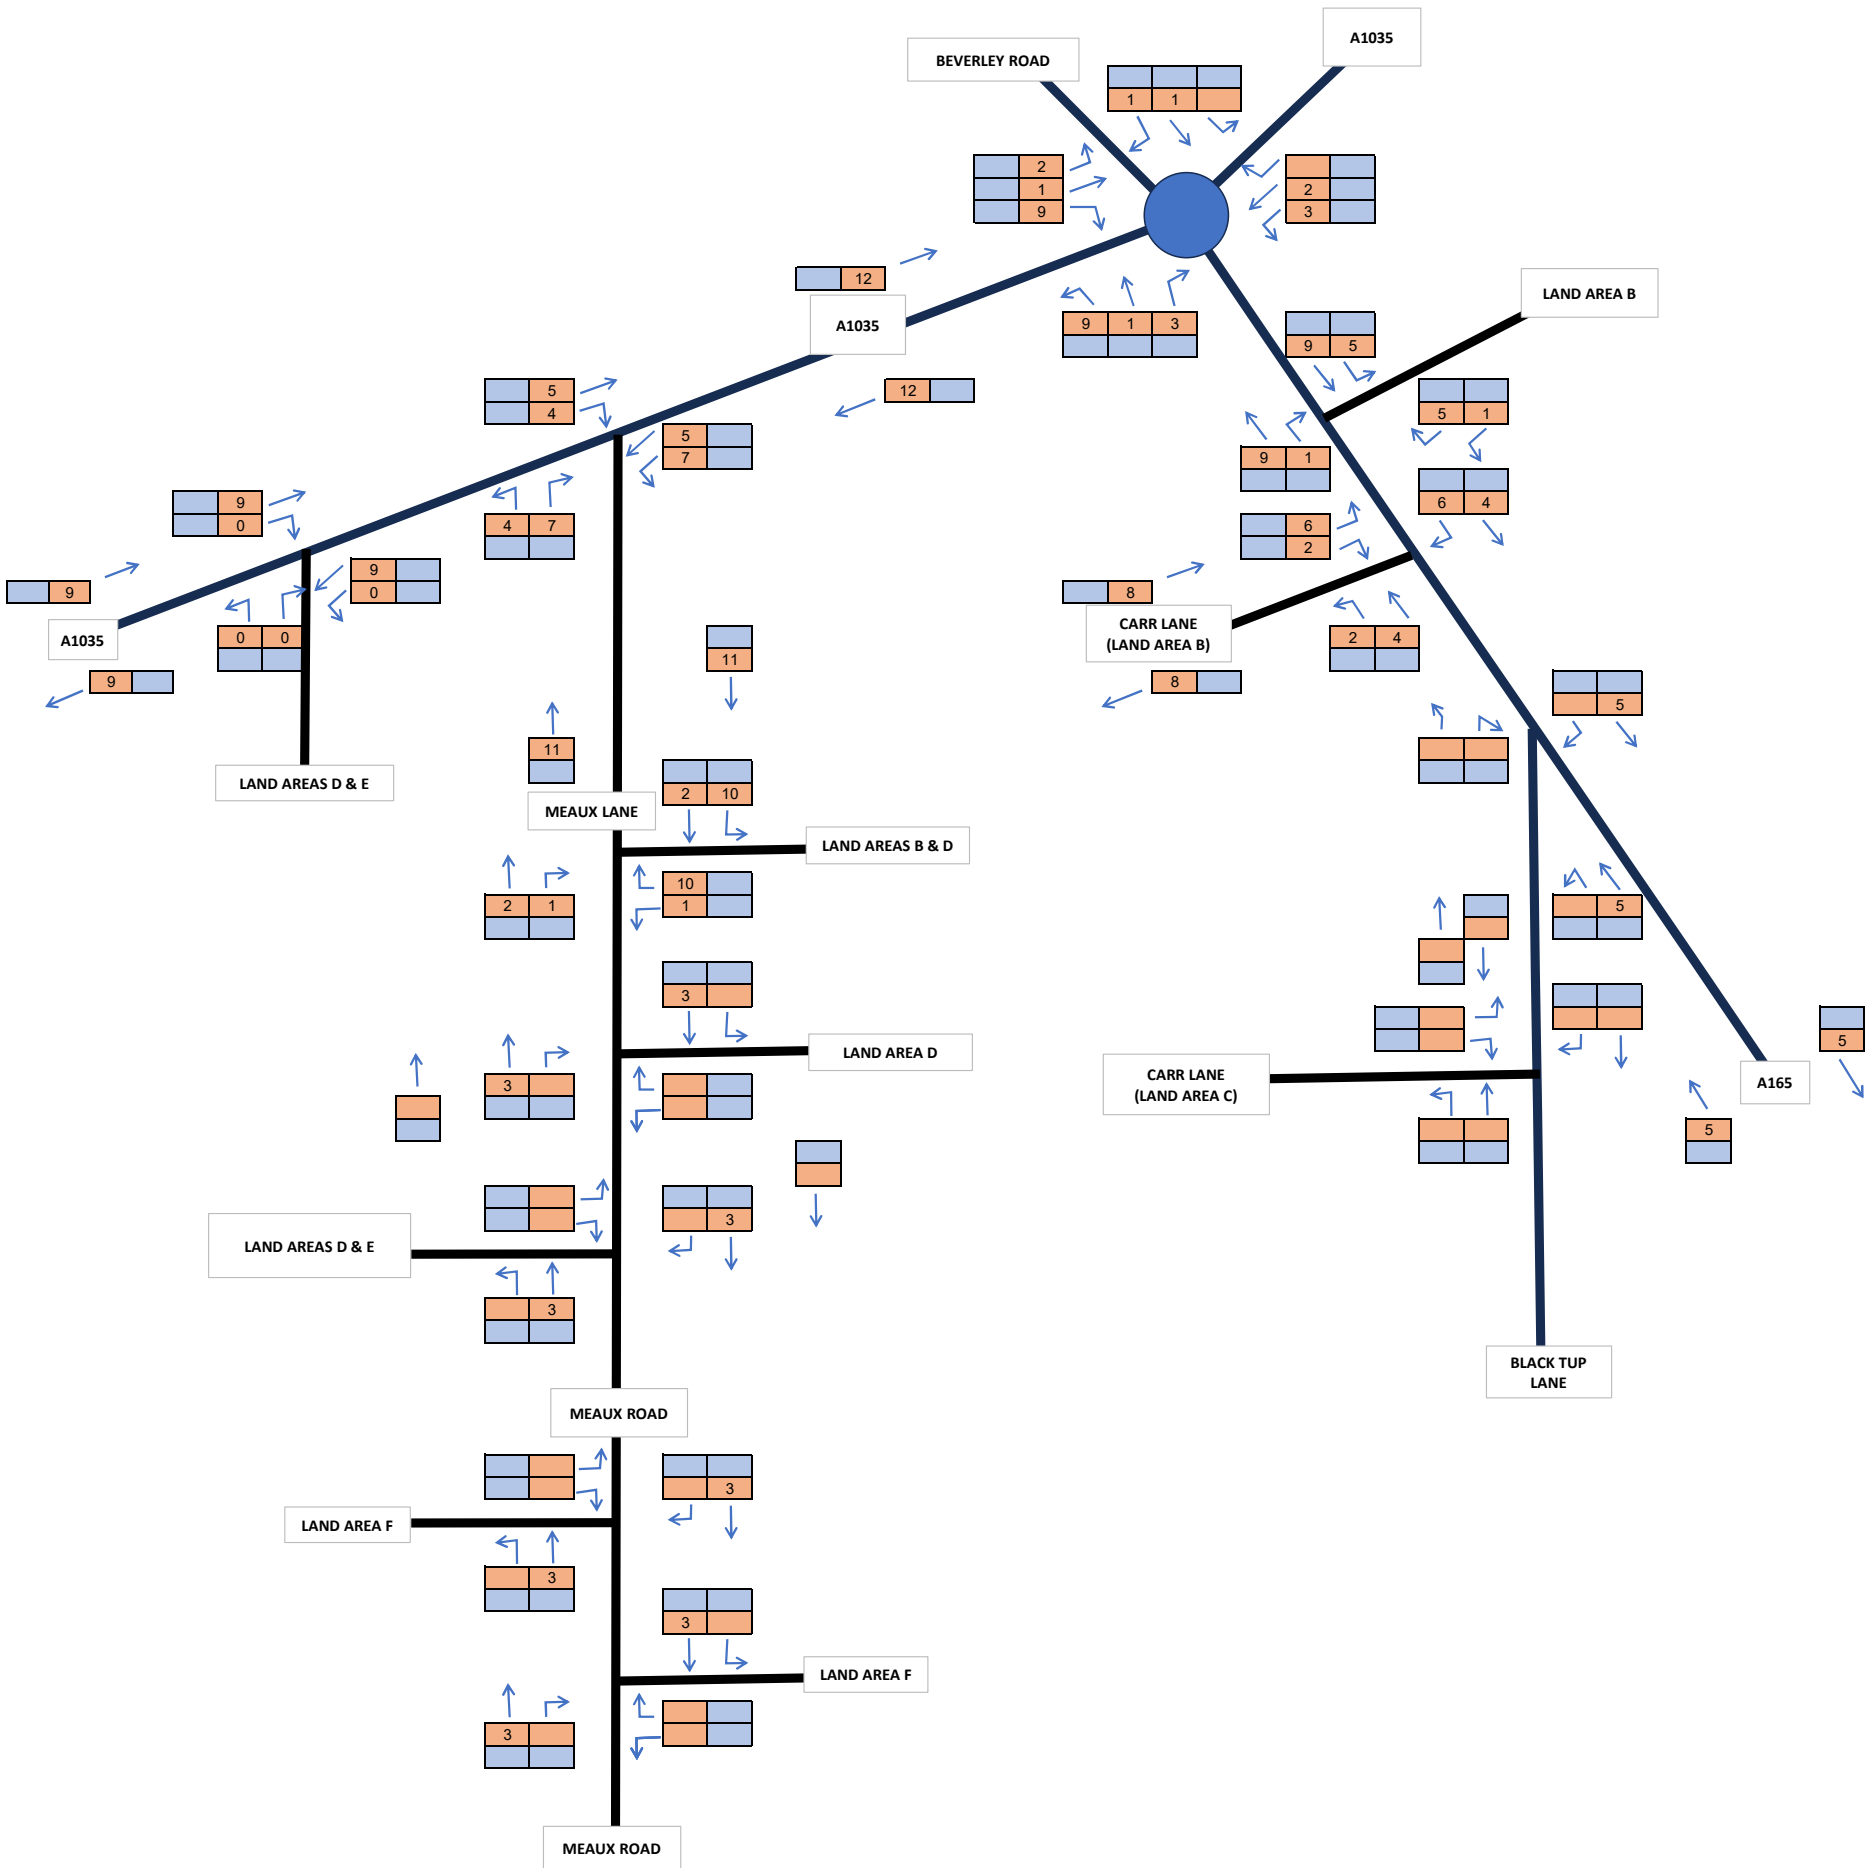 A1035
BEVERLEY ROAD
1 1
2
1
9
2
3
12
A1035
9 1 3
LAND AREA B
9 5
5
4
12
5 1
5
7
9 1
6 4
9
0
4 7
6
2
9
9
0
8
CARR LANE
(LAND AREA B)
2 4
A1035
0 0
11
9
8
5
11
LAND AREAS D & E
2 10
MEAUX LANE
LAND AREAS B & D
10
1
2 1
5
3
5
LAND AREA D
3
CARR LANE
(LAND AREA C)
A165
5
3
LAND AREAS D & E
3
BLACK TUP
LANE
MEAUX ROAD
3
LAND AREA F
3
3
LAND AREA F
3
MEAUX ROAD